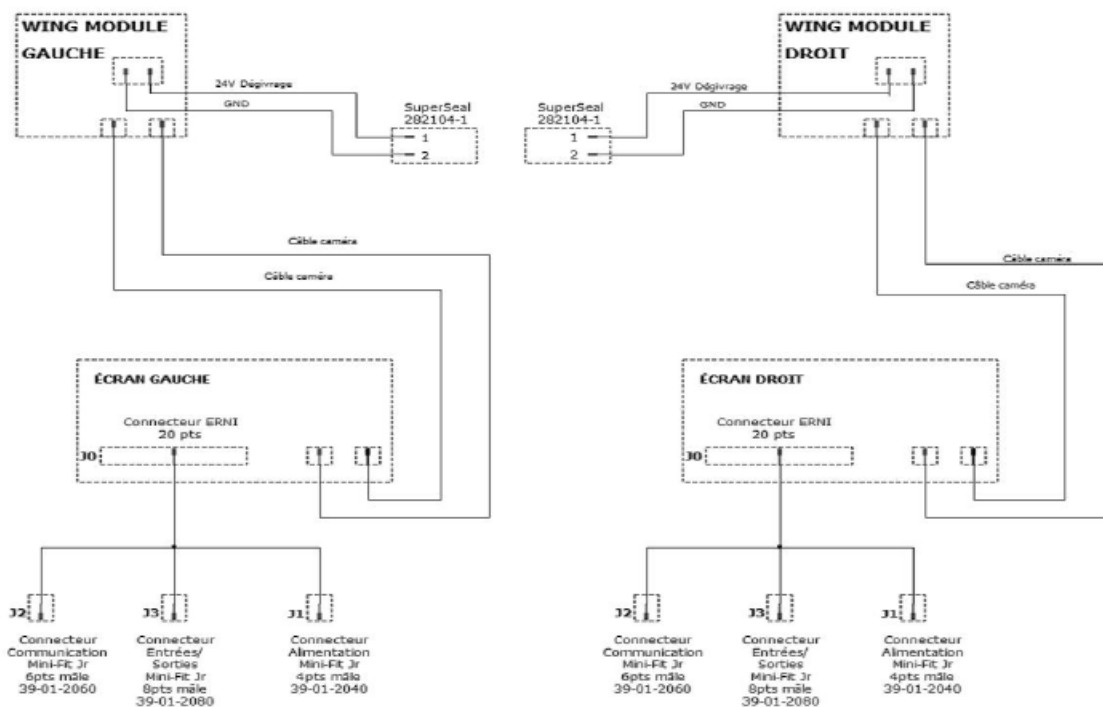 WING MODULE
GAUCHE
24V Dégivrage
GND
SuperSeal
282104-1
1
2
Câble caméra
Câble caméra
ÉCRAN GAUCHE
Connecteur ERNI
20 pts
J0
J2
J3
J1
Connecteur
Communication
Mini-Fit Jr
6pts mâle
39-01-2060
Connecteur
Entrées/
Sorties
Mini-Fit Jr
8pts mâle
39-01-2080
Connecteur
Alimentation
Mini-Fit Jr
4pts mâle
39-01-2040
WING MODULE
DROIT
24V Dégivrage
GND
SuperSeal
282104-1
1
2
Câble caméra
Câble caméra
ÉCRAN DROIT
Connecteur ERNI
20 pts
J0
J2
J3
J1
Connecteur
Communication
Mini-Fit Jr
6pts mâle
39-01-2060
Connecteur
Entrées/
Sorties
Mini-Fit Jr
8pts mâle
39-01-2080
Connecteur
Alimentation
Mini-Fit Jr
4pts mâle
39-01-2040